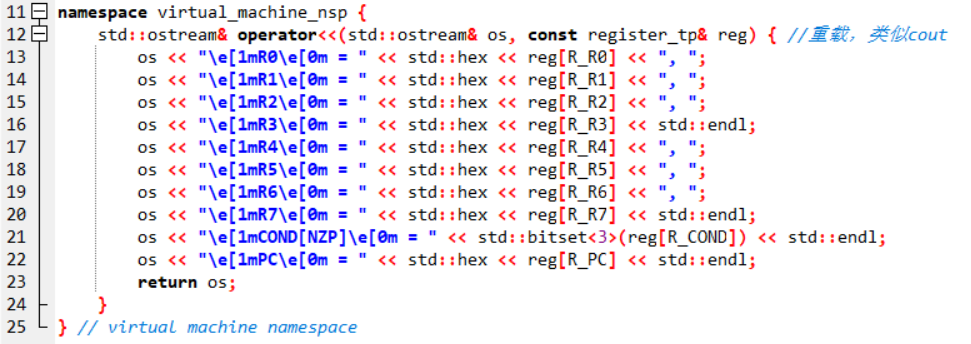 11 namespace virtual_machine_nsp {
12 std::ostream& operator<<(std::ostream& os, const register_tp& reg) { //重载，类似cout
13 os << "\e[1mR0\e[0m = " << std::hex << reg[R_R0] << ", ";
14 os << "\e[1mR1\e[0m = " << std::hex << reg[R_R1] << ", ";
15 os << "\e[1mR2\e[0m = " << std::hex << reg[R_R2] << ", ";
16 os << "\e[1mR3\e[0m = " << std::hex << reg[R_R3] << std::endl;
17 os << "\e[1mR4\e[0m = " << std::hex << reg[R_R4] << ", ";
18 os << "\e[1mR5\e[0m = " << std::hex << reg[R_R5] << ", ";
19 os << "\e[1mR6\e[0m = " << std::hex << reg[R_R6] << ", ";
20 os << "\e[1mR7\e[0m = " << std::hex << reg[R_R7] << std::endl;
21 os << "\e[1mCOND[NZP]\e[0m = " << std::bitset<3>(reg[R_COND]) << std::endl;
22 os << "\e[1mPC\e[0m = " << std::hex << reg[R_PC] << std::endl;
23 return os;
24 }
25 } // virtual machine namespace